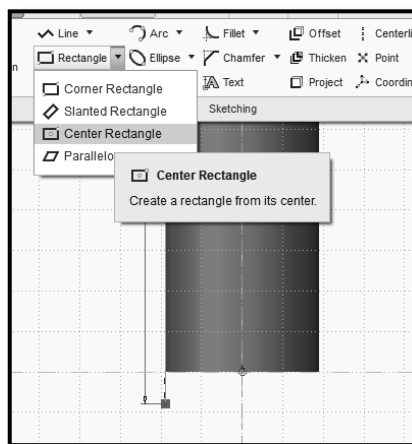 Line Arc Fillet Offset Centerli
n Rectangle Ellipse Chamfer Thicken Point
Text Project Coordin
Corner Rectangle
Slanted Rectangle
Sketching
Center Rectangle
Parallelo
Center Rectangle
Create a rectangle from its center.